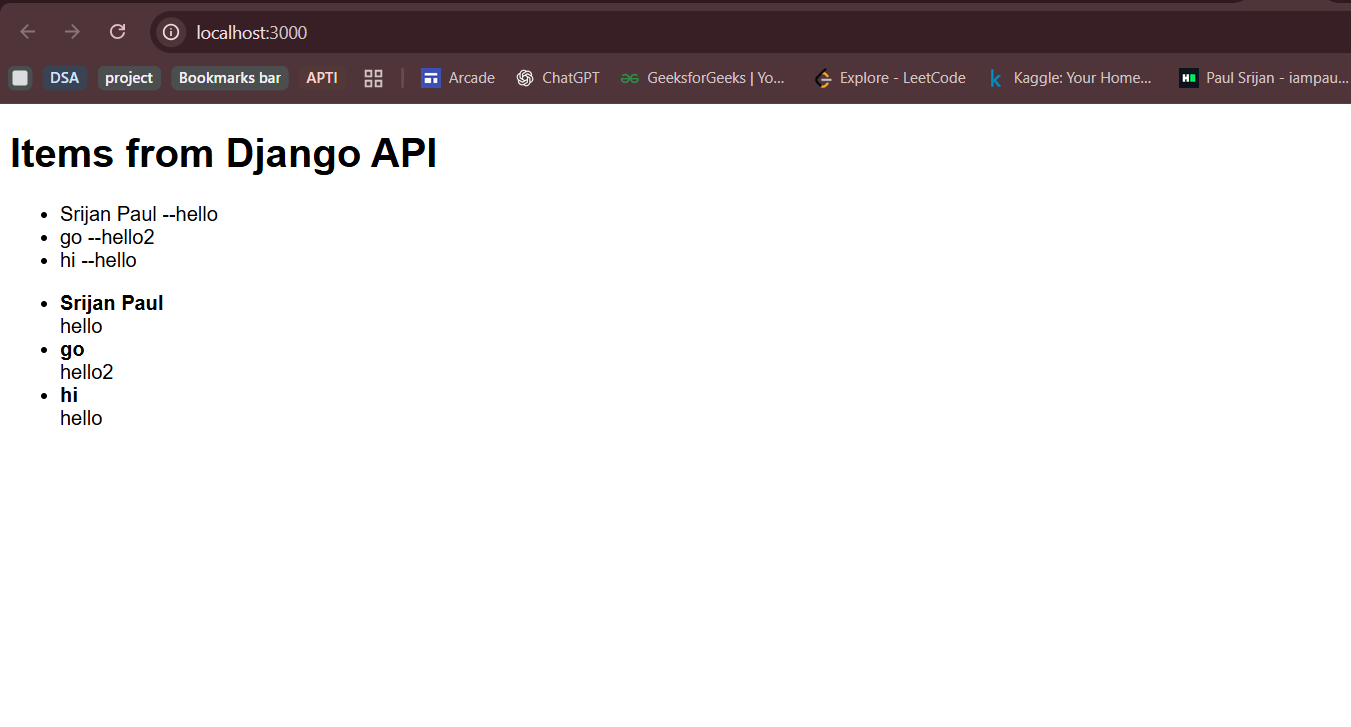 localhost:3000
DSA project Bookmarks bar APTI Arcade ChatGPT GeeksforGeeks | Yo... Explore - LeetCode Kaggle: Your Home... Paul Srijan - iampau...
Items from Django API
Srijan Paul --hello
go --hello2
hi --hello
Srijan Paul
hello
go
hello2
hi
hello